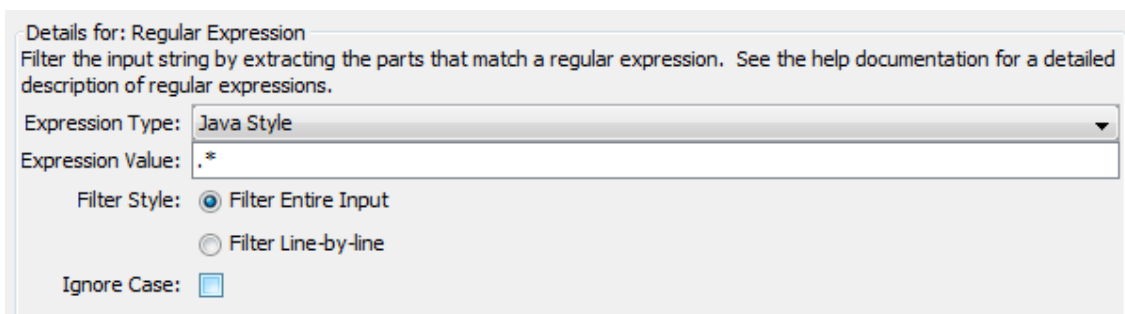 Details for: Regular Expression
Filter the input string by extracting the parts that match a regular expression.  See the help documentation for a detailed
description of regular expressions.
Expression Type: Java Style
Expression Value: .*
Filter Style: Filter Entire Input
Filter Line-by-line
Ignore Case: